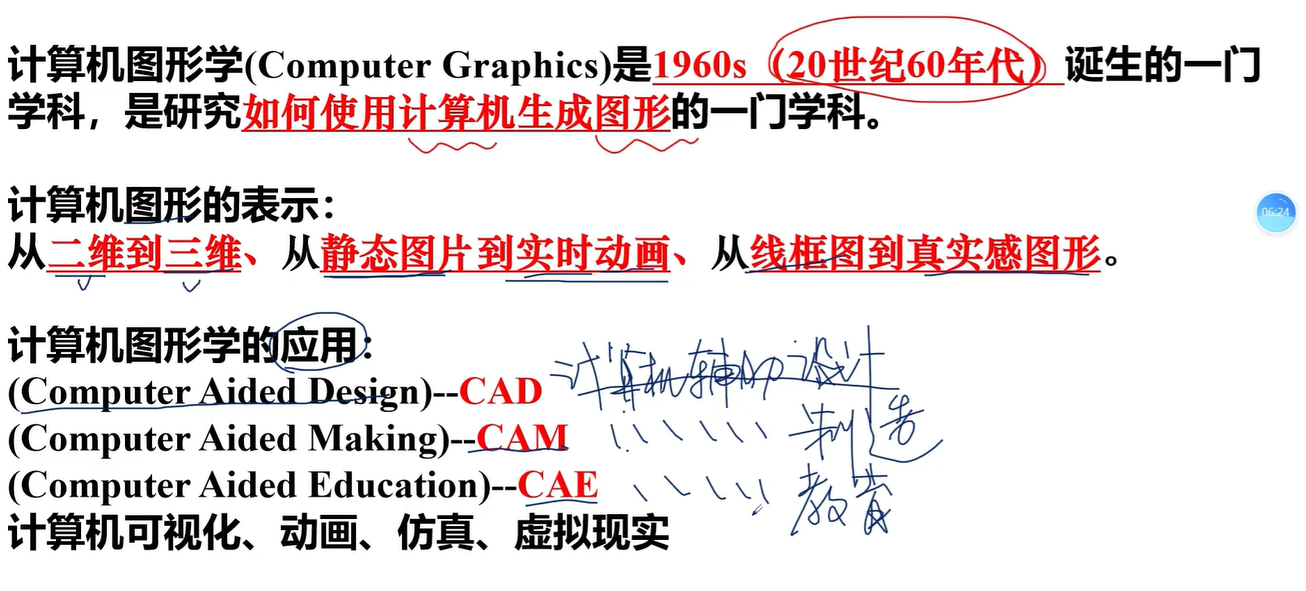 计算机图形学(Computer Graphics)是1960s（20世纪60年代）诞生的一门
学科，是研究如何使用计算机生成图形的一门学科。
计算机图形的表示：
从二维到三维、从静态图片到实时动画、从线框图到真实感图形。
计算机图形学的应用：
(Computer Aided Design)--CAD 计算机辅助设计
(Computer Aided Making)--CAM 制造
(Computer Aided Education)--CAE 教育
计算机可视化、动画、仿真、虚拟现实
06:24